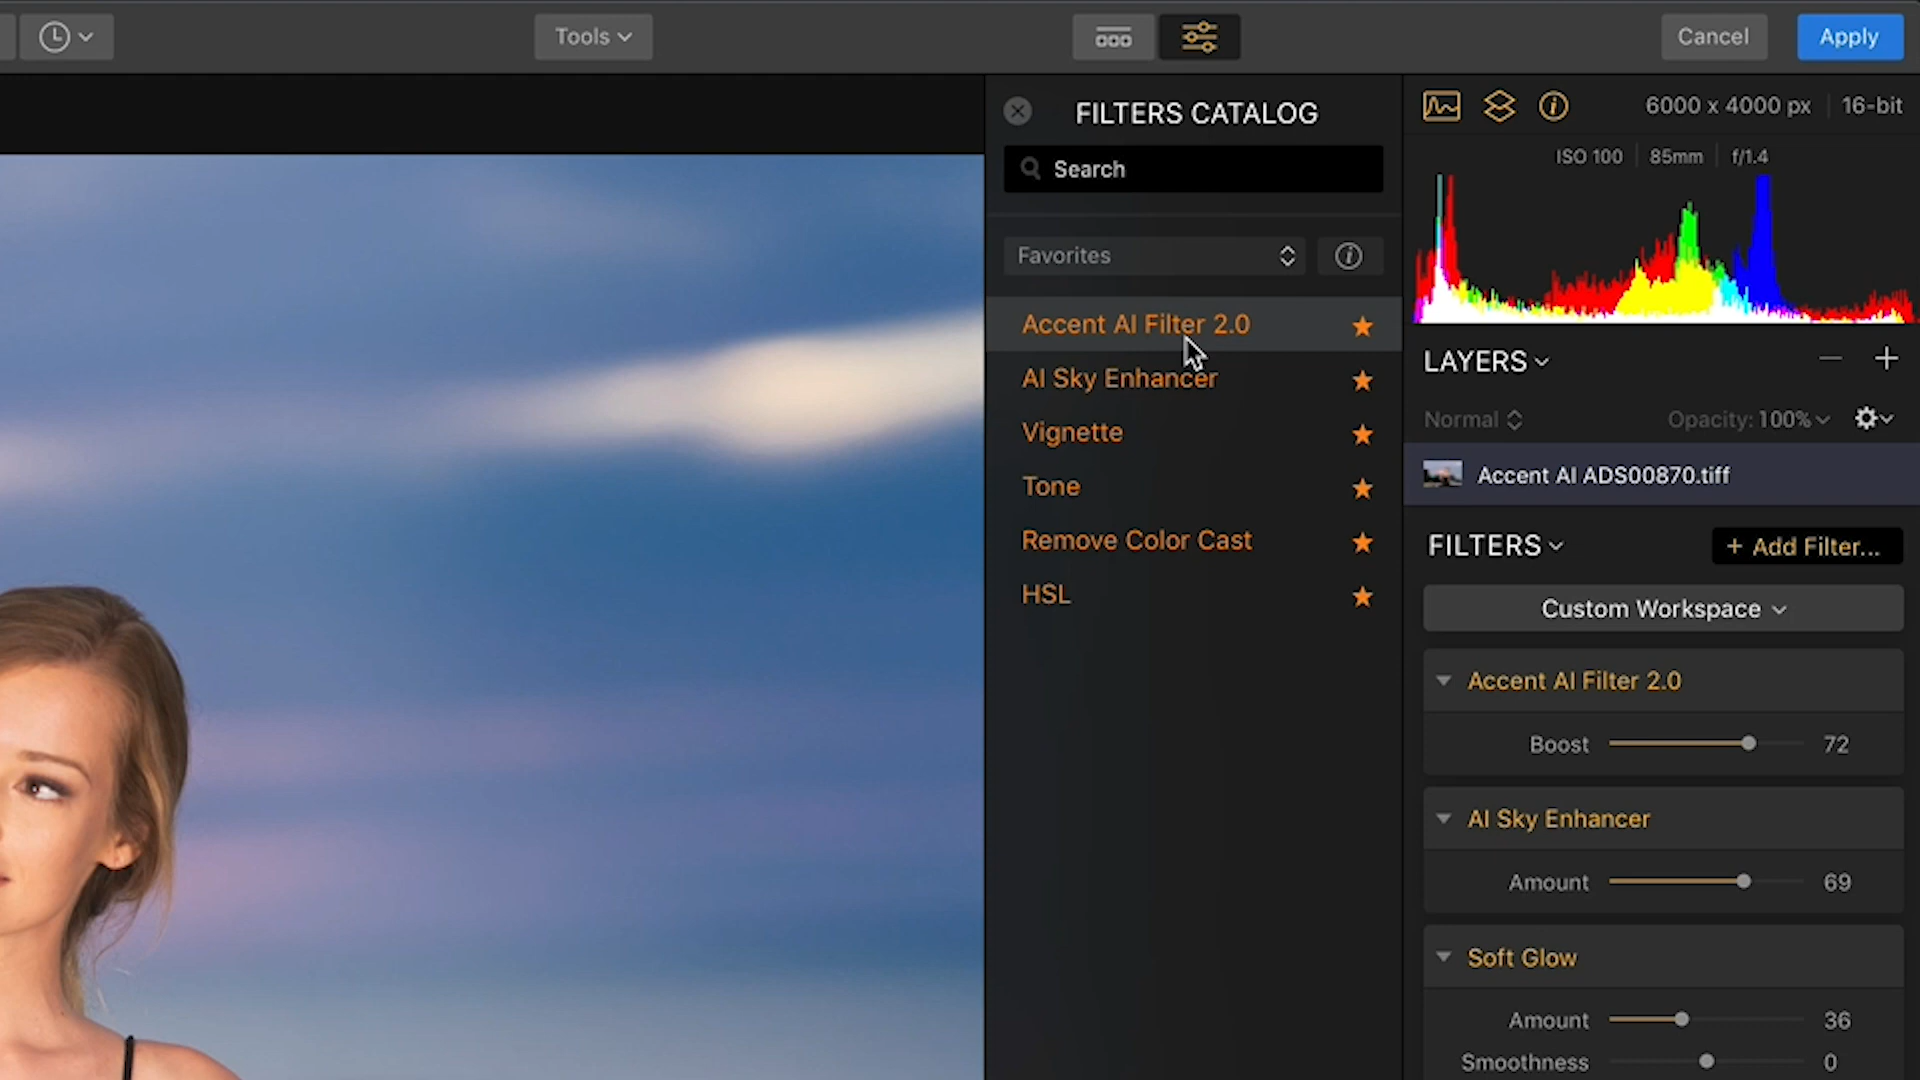 Tools
Cancel
Apply
FILTERS CATALOG
Search
Favorites
Accent AI Filter 2.0
AI Sky Enhancer
Vignette
Tone
Remove Color Cast
HSL
6000 x 4000 px 16-bit
ISO 100 85mm f/1.4
LAYERS
Normal Opacity: 100%
Accent AI ADS00870.tiff
FILTERS + Add Filter...
Custom Workspace
Accent AI Filter 2.0
Boost 72
AI Sky Enhancer
Amount 69
Soft Glow
Amount 36
Smoothness 0